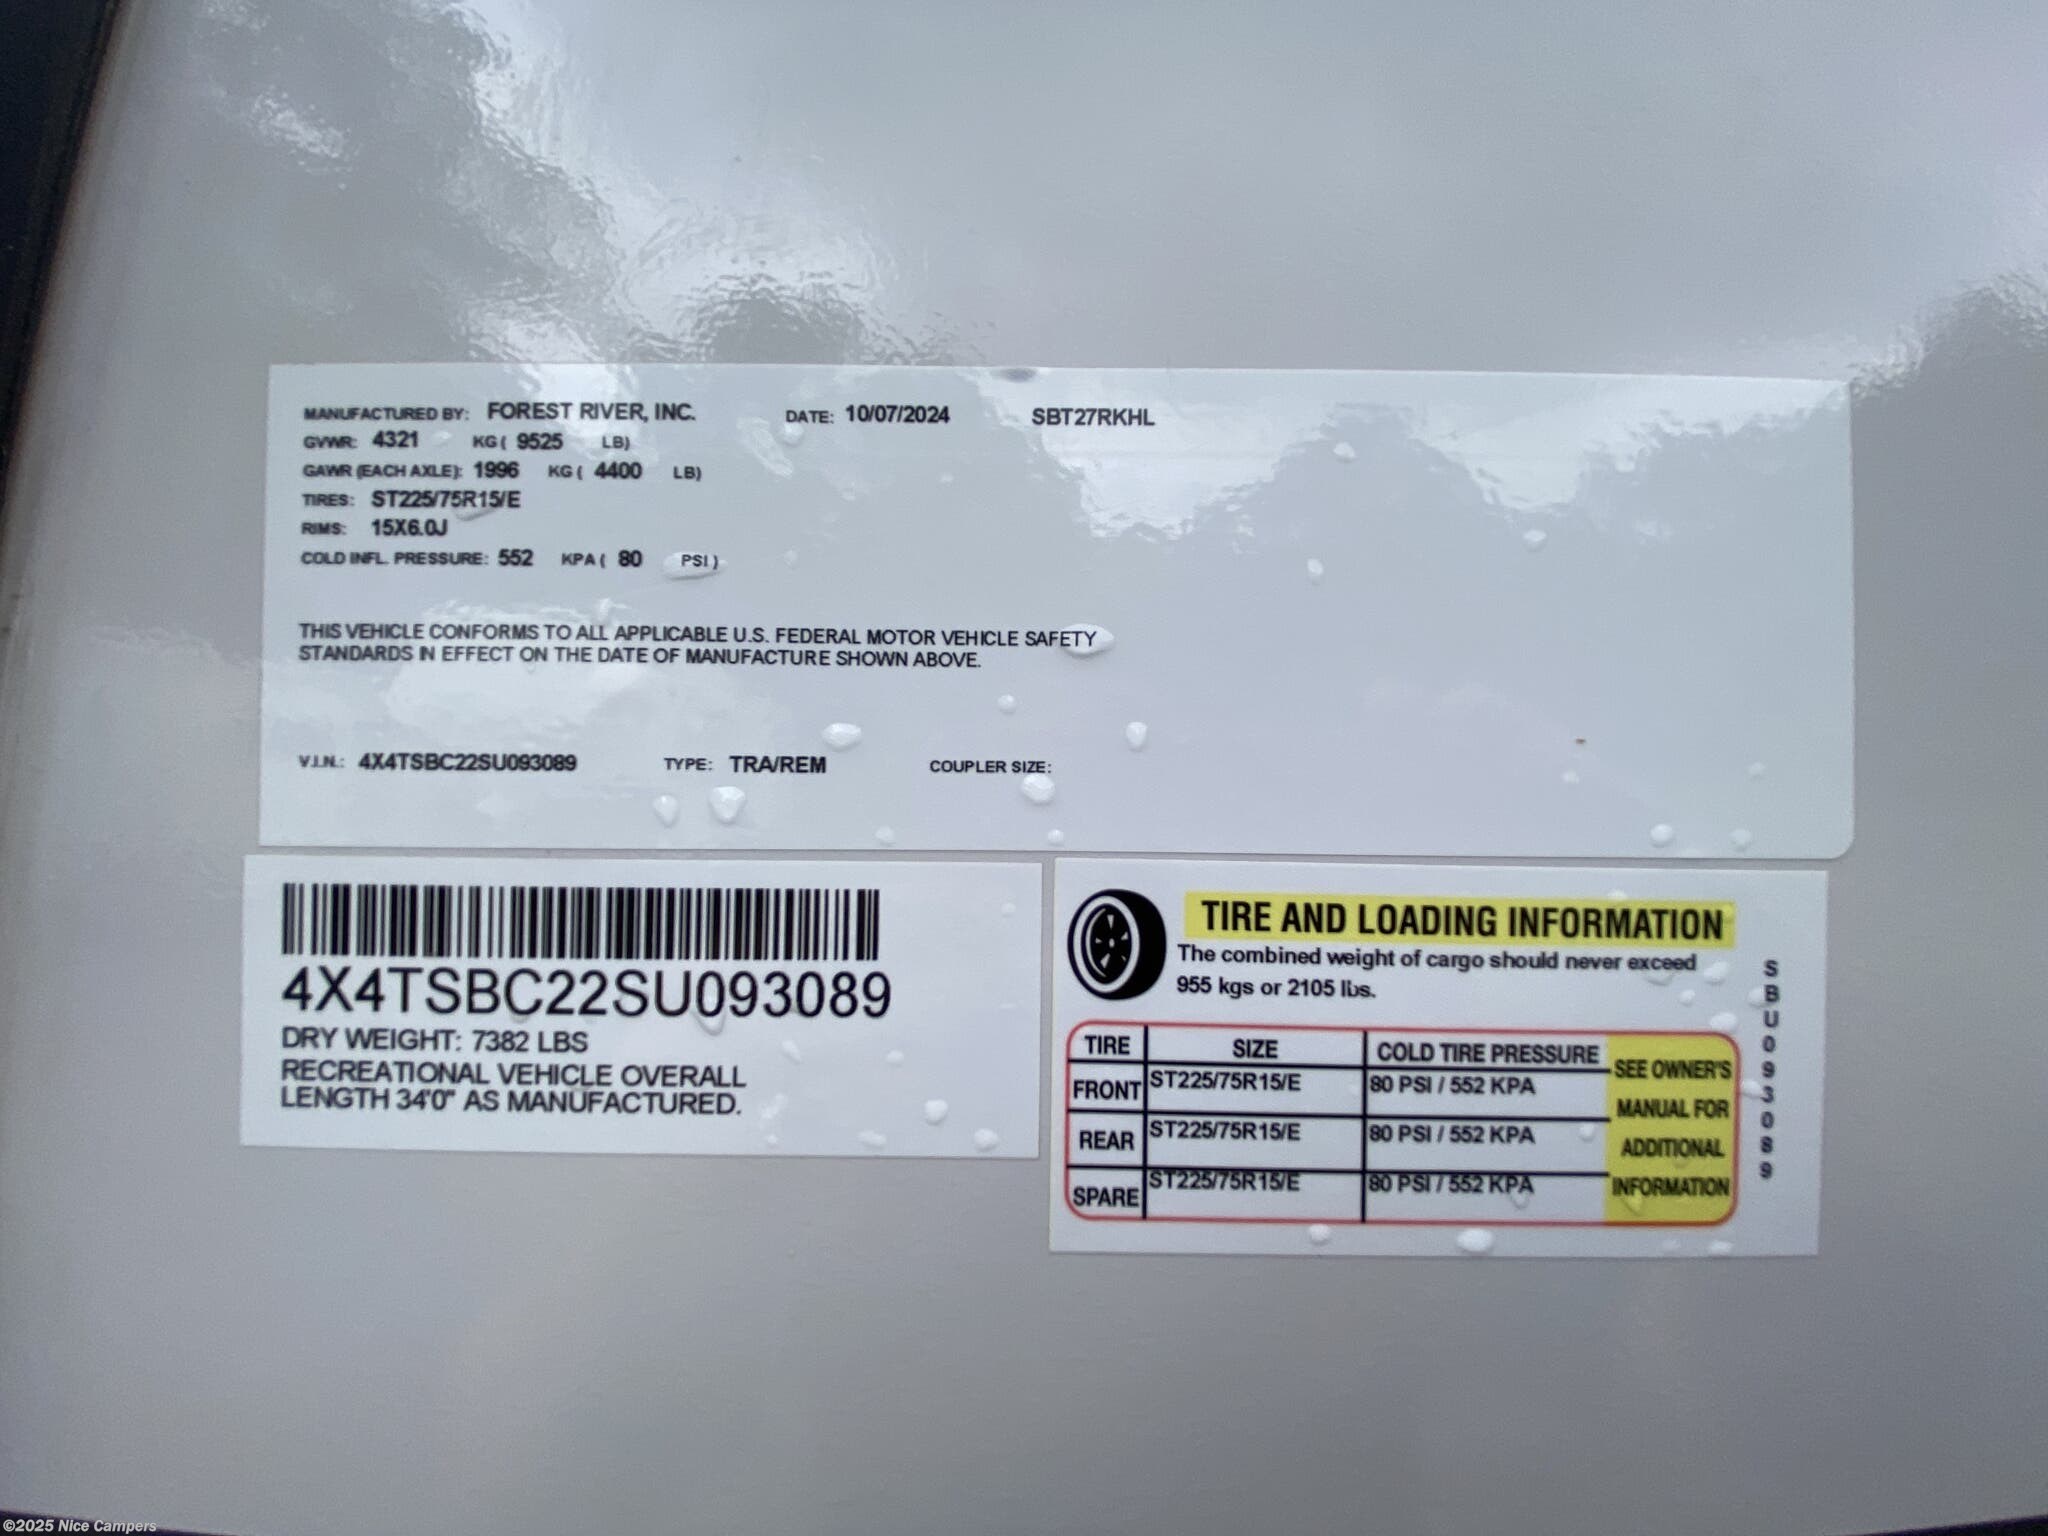 MANUFACTURED BY: FOREST RIVER, INC. DATE: 10/07/2024 SBT27RKHL
GVWR: 4321 KG ( 9525 LB)
GAWR (EACH AXLE): 1996 KG ( 4400 LB)
TIRES: ST225/75R15/E
RIMS: 15X6.0J
COLD INFL. PRESSURE: 552 KPA ( 80 PSI )
THIS VEHICLE CONFORMS TO ALL APPLICABLE U.S. FEDERAL MOTOR VEHICLE SAFETY
STANDARDS IN EFFECT ON THE DATE OF MANUFACTURE SHOWN ABOVE.
V.I.N.: 4X4TSBC22SU093089 TYPE: TRA/REM COUPLER SIZE:
4X4TSBC22SU093089
DRY WEIGHT: 7382 LBS
RECREATIONAL VEHICLE OVERALL
LENGTH 34'0" AS MANUFACTURED.
TIRE AND LOADING INFORMATION
The combined weight of cargo should never exceed
955 kgs or 2105 lbs.
TIRE SIZE COLD TIRE PRESSURE
FRONT ST225/75R15/E 80 PSI / 552 KPA
REAR ST225/75R15/E 80 PSI / 552 KPA
SPARE ST225/75R15/E 80 PSI / 552 KPA
SEE OWNER'S
MANUAL FOR
ADDITIONAL
INFORMATION
SBU093089
©2025 Nice Campers